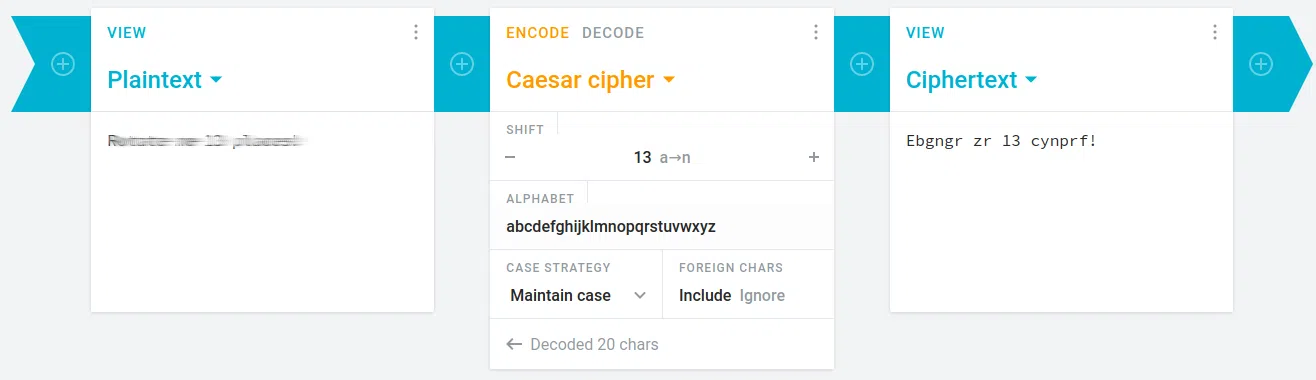 VIEW
Plaintext
ENCODE DECODE
Caesar cipher
SHIFT
− 13 a→n +
ALPHABET
abcdefghijklmnopqrstuvwxyz
CASE STRATEGY
Maintain case
FOREIGN CHARS
Include Ignore
← Decoded 20 chars
VIEW
Ciphertext
Ebgngr zr 13 cynprf!